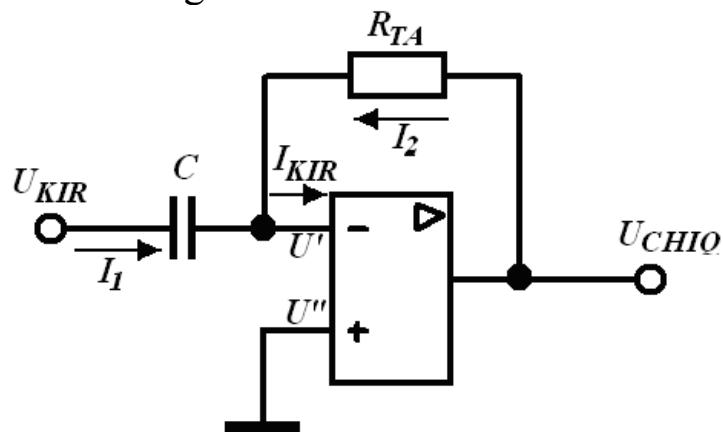 R_TA
I_2
C
I_KIR
U_KIR
U'
-
U_CHIQ
I_1
U"
+